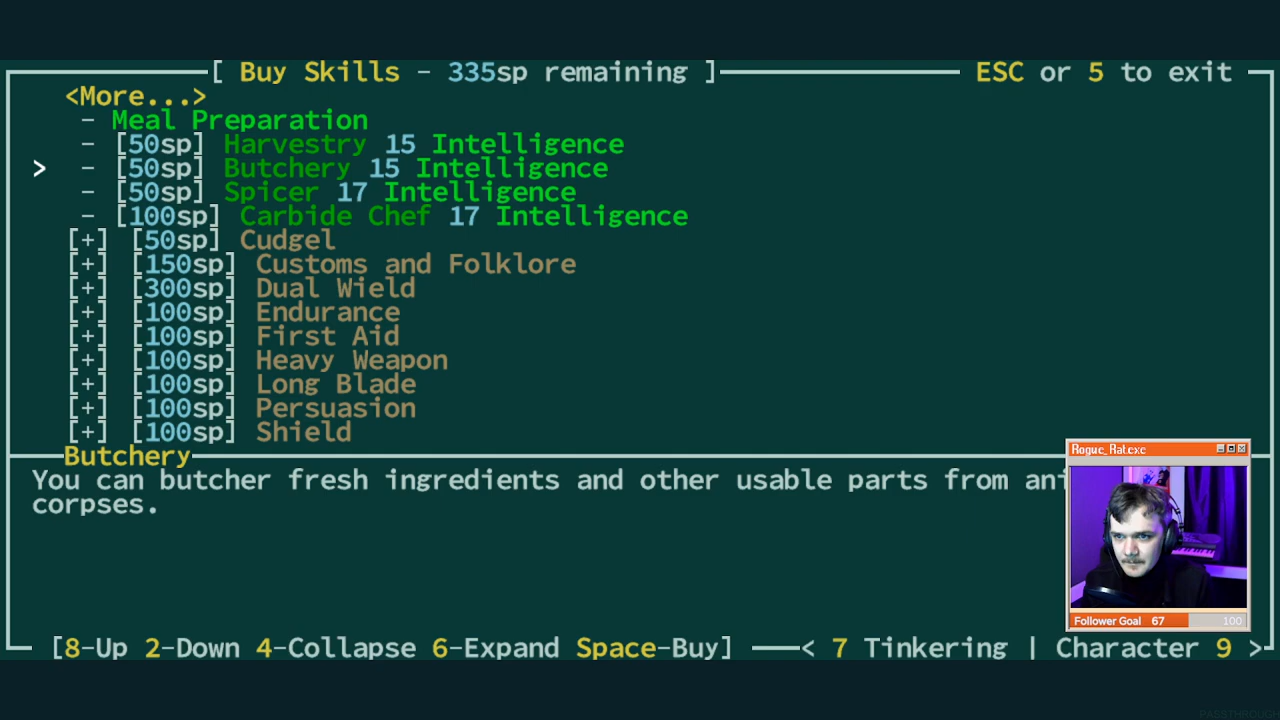 [ Buy Skills - 335sp remaining ] ESC or 5 to exit
<More...>
- Meal Preparation
- [50sp] Harvestry 15 Intelligence
> - [50sp] Butchery 15 Intelligence
- [50sp] Spicer 17 Intelligence
- [100sp] Carbide Chef 17 Intelligence
[+] [50sp] Cudgel
[+] [150sp] Customs and Folklore
[+] [300sp] Dual Wield
[+] [100sp] Endurance
[+] [100sp] First Aid
[+] [100sp] Heavy Weapon
[+] [100sp] Long Blade
[+] [100sp] Persuasion
[+] [100sp] Shield
Butchery
You can butcher fresh ingredients and other usable parts from ani
corpses.
Rogue_Rat.exe
Follower Goal 67 100
[8-Up 2-Down 4-Collapse 6-Expand Space-Buy] < 7 Tinkering | Character 9 >